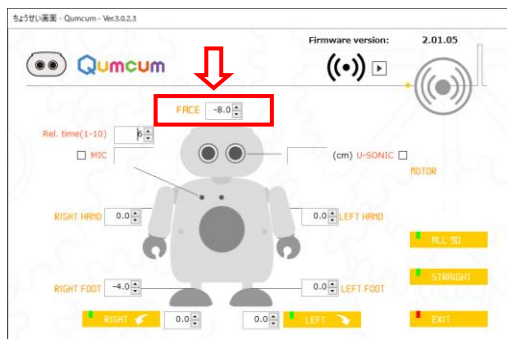 ちょうせい画面 - Qumcum - Ver.3.0.2.3
Firmware version: 2.01.05
Qumcum
FACE -8.0
Rel. time(1-10) 6
MIC
(cm) U-SONIC
MOTOR
RIGHT HAND 0.0
0.0 LEFT HAND
ALL 90
STRAIGHT
RIGHT FOOT -4.0
0.0 LEFT FOOT
RIGHT 0.0
0.0 LEFT
EXIT